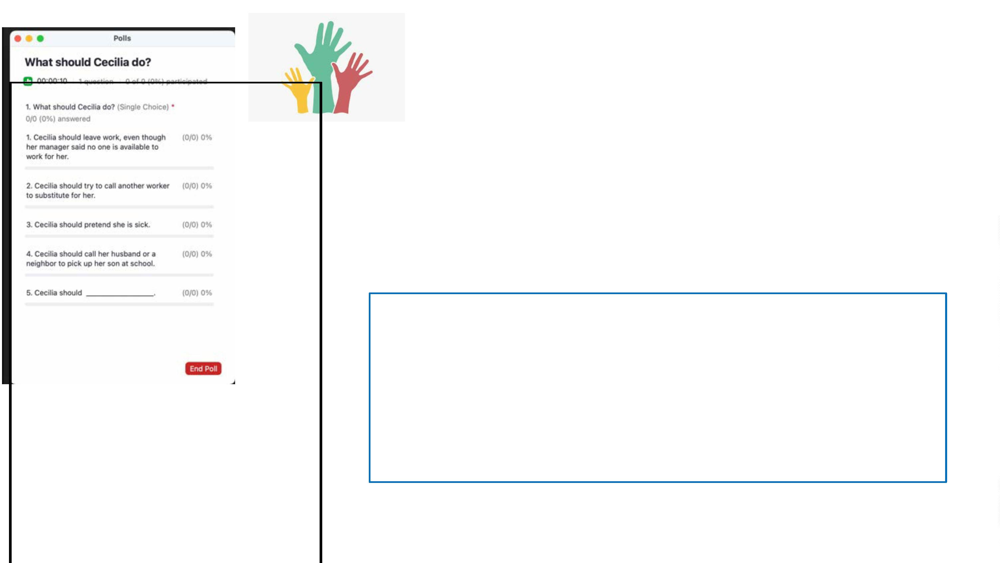 Polls
What should Cecilia do?
00:00:10 1 question 0 of 0 (0%) participated
1. What should Cecilia do? (Single Choice) *
0/0 (0%) answered
1. Cecilia should leave work, even though (0/0) 0%
her manager said no one is available to
work for her.
2. Cecilia should try to call another worker (0/0) 0%
to substitute for her.
3. Cecilia should pretend she is sick. (0/0) 0%
4. Cecilia should call her husband or a (0/0) 0%
neighbor to pick up her son at school.
5. Cecilia should ________________. (0/0) 0%
End Poll